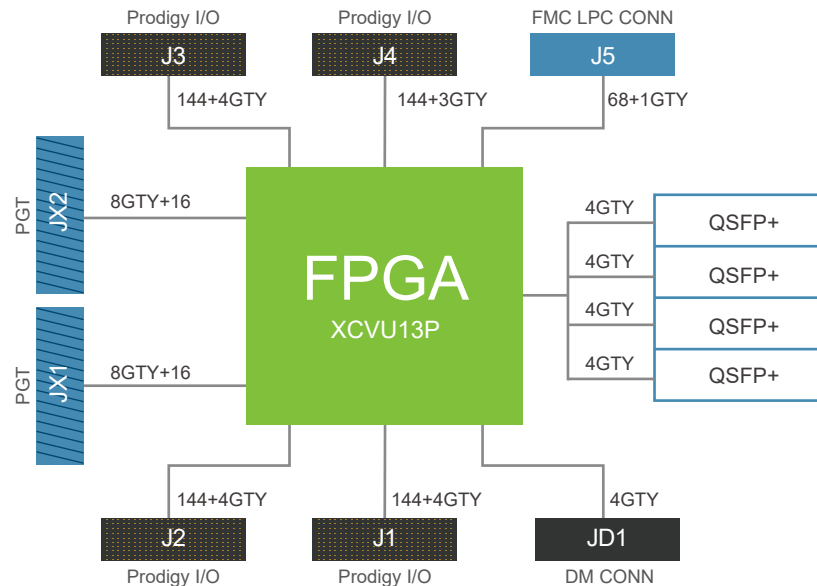 Prodigy I/O
Prodigy I/O
FMC LPC CONN
J3
J4
J5
144+4GTY
144+3GTY
68+1GTY
PGT
JX2
8GTY+16
FPGA
XCVU13P
4GTY
QSFP+
4GTY
QSFP+
4GTY
QSFP+
4GTY
QSFP+
PGT
JX1
8GTY+16
144+4GTY
144+4GTY
4GTY
J2
J1
JD1
Prodigy I/O
Prodigy I/O
DM CONN